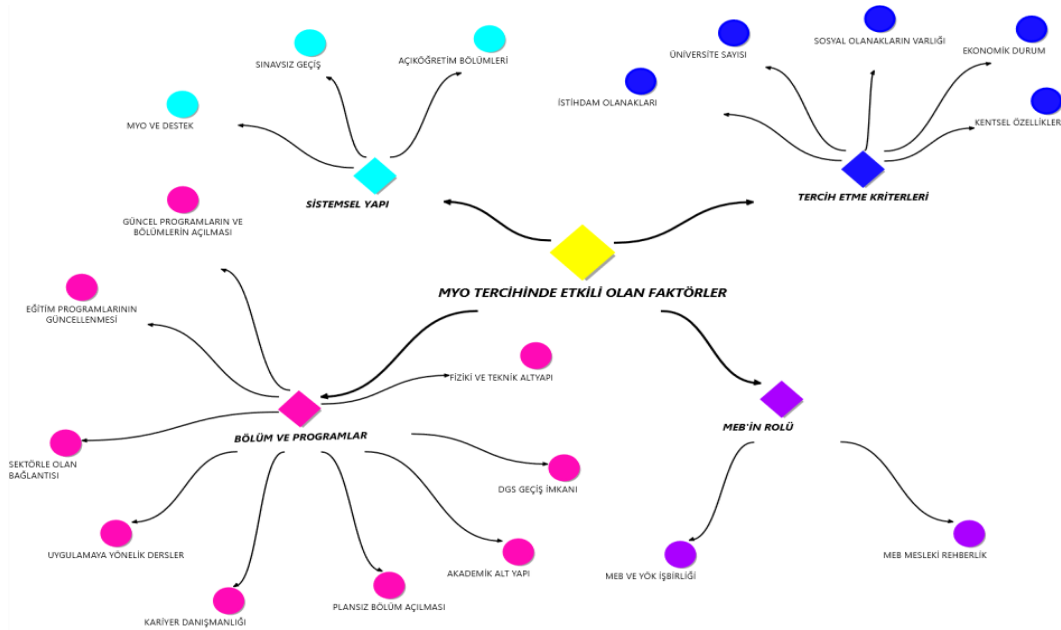 SOSYAL OLANAKLARIN VARLIĞI
ÜNİVERSİTE SAYISI
EKONOMİK DURUM
SINAVSIZ GEÇİŞ
AÇIKÖĞRETİM BÖLÜMLERİ
İSTİHDAM OLANAKLARI
KENTSEL ÖZELLİKLER
MYO VE DESTEK
SİSTEMSEL YAPI
TERCİH ETME KRİTERLERİ
GÜNCEL PROGRAMLARIN VE
BÖLÜMLERİN AÇILMASI
MYO TERCİHİNDE ETKİLİ OLAN FAKTÖRLER
EĞİTİM PROGRAMLARININ
GÜNCELLENMESİ
FİZİKİ VE TEKNİK ALTYAPI
BÖLÜM VE PROGRAMLAR
MEB'İN ROLÜ
SEKTÖRLE OLAN
BAĞLANTISI
DGS GEÇİŞ İMKANI
UYGULAMAYA YÖNELİK DERSLER
AKADEMİK ALT YAPI
MEB VE YÖK İŞBİRLİĞİ
MEB MESLEKİ REHBERLİK
PLANSIZ BÖLÜM AÇILMASI
KARİYER DANIŞMANLIĞI